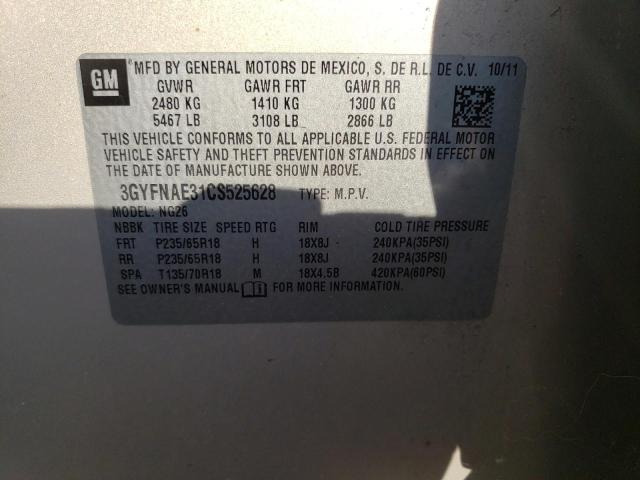 GM
MFD BY GENERAL MOTORS DE MEXICO, S. DE R.L. DE C.V. 10/11
GVWR GAWR FRT GAWR RR
2480 KG 1410 KG 1300 KG
5467 LB 3108 LB 2866 LB
THIS VEHICLE CONFORMS TO ALL APPLICABLE U.S. FEDERAL MOTOR
VEHICLE SAFETY AND THEFT PREVENTION STANDARDS IN EFFECT ON
THE DATE OF MANUFACTURE SHOWN ABOVE.
3GYFNAE31CS525628 TYPE: M.P.V.
MODEL: NG26
NBBK TIRE SIZE SPEED RTG RIM COLD TIRE PRESSURE
FRT P235/65R18 H 18X8J 240KPA(35PSI)
RR P235/65R18 H 18X8J 240KPA(35PSI)
SPA T135/70R18 M 18X4.5B 420KPA(60PSI)
SEE OWNER'S MANUAL FOR MORE INFORMATION.